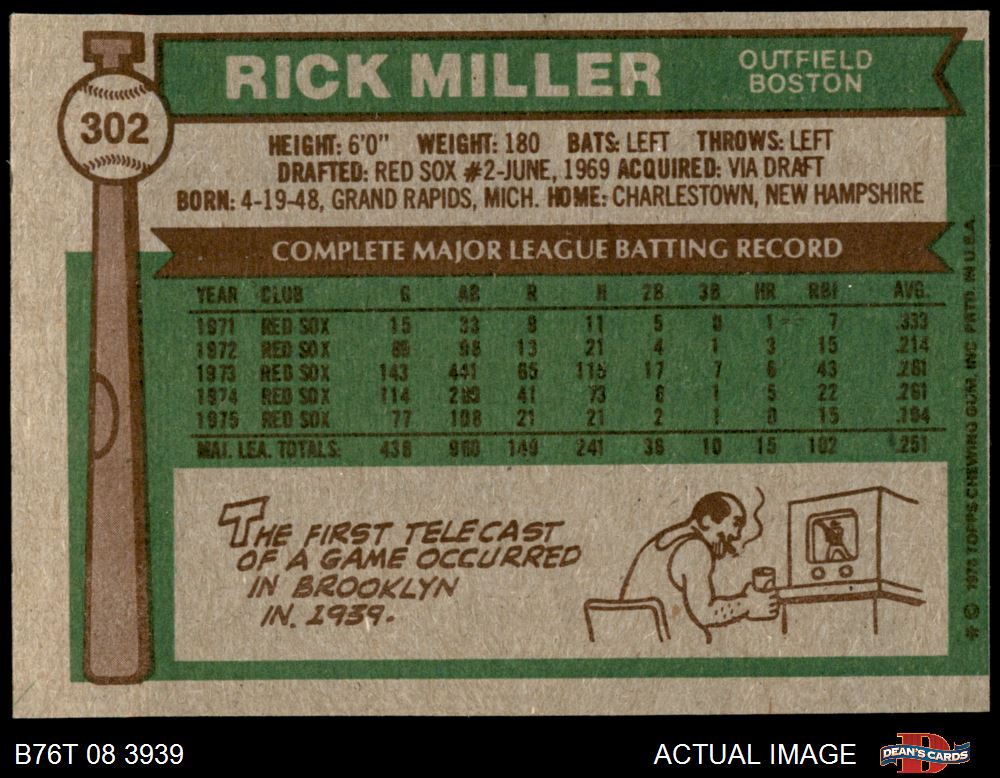 RICK MILLER
OUTFIELD
BOSTON
302
HEIGHT: 6'0" WEIGHT: 180 BATS: LEFT THROWS: LEFT
DRAFTED: RED SOX #2-JUNE, 1969 ACQUIRED: VIA DRAFT
BORN: 4-19-48, GRAND RAPIDS, MICH. HOME: CHARLESTOWN, NEW HAMPSHIRE
COMPLETE MAJOR LEAGUE BATTING RECORD
YEAR CLUB G AB R H 2B 3B HR RBI AVG.
1971 RED SOX 15 33 9 11 5 0 1 7 .333
1972 RED SOX 89 98 13 21 4 1 3 15 .214
1973 RED SOX 143 441 65 115 17 7 6 43 .261
1974 RED SOX 114 280 41 73 8 1 5 22 .261
1975 RED SOX 77 108 21 21 2 1 0 15 .194
MAJ. LEA. TOTALS: 438 960 149 241 36 10 15 102 .251
THE FIRST TELECAST
OF A GAME OCCURRED
IN BROOKLYN
IN. 1939.
* © 1976 TOPPS CHEWING GUM, INC. PRTD. IN U.S.A.
B76T 08 3939
ACTUAL IMAGE
DEAN'S CARDS